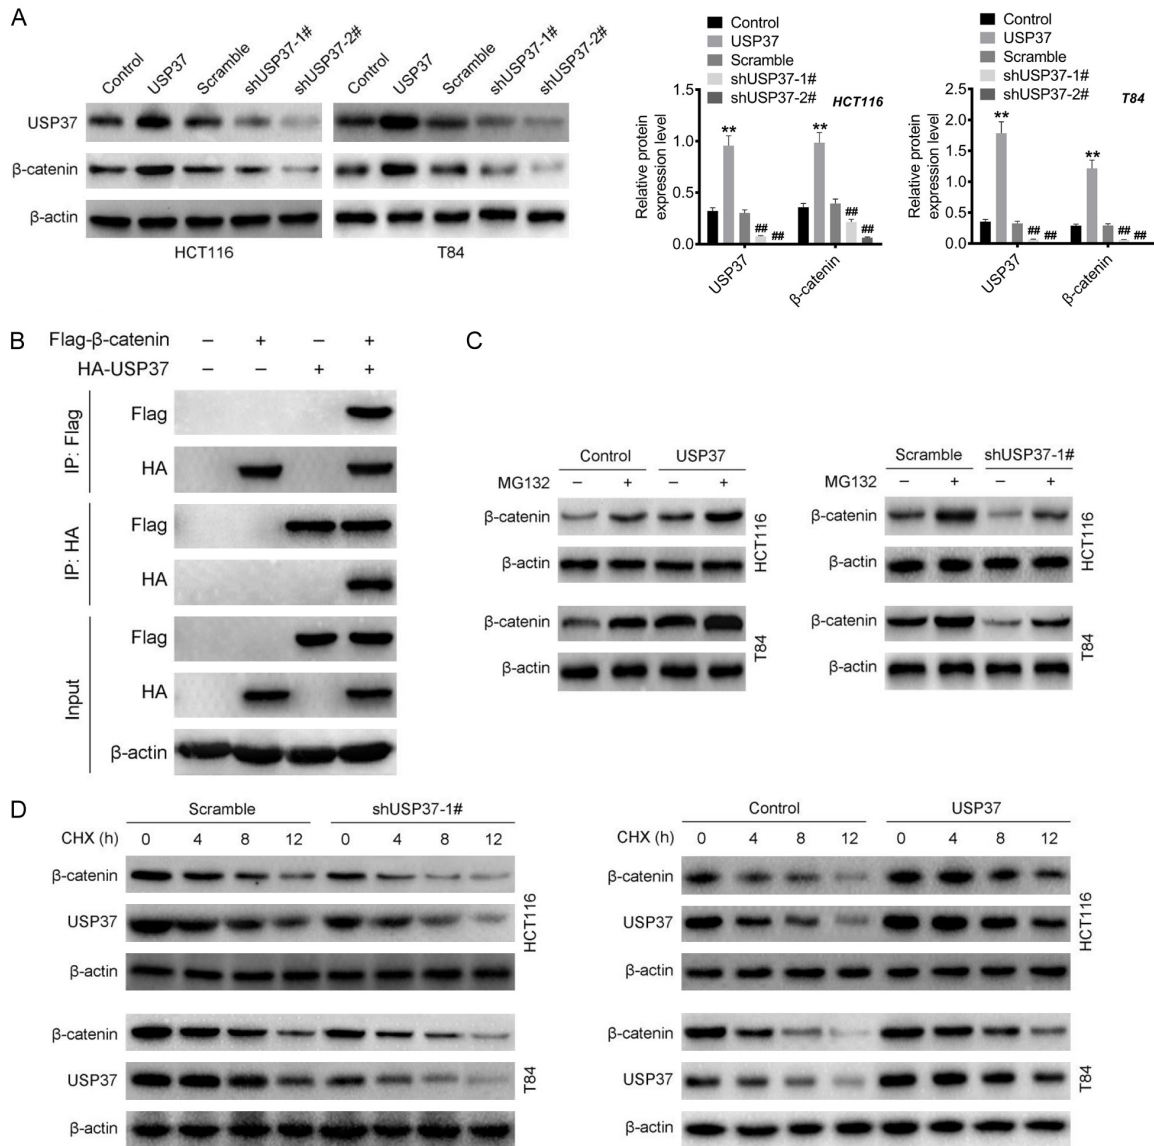 A
Control USP37 Scramble shUSP37-1# shUSP37-2# Control USP37 Scramble shUSP37-1# shUSP37-2#
USP37
β-catenin
β-actin
HCT116 T84
Control
USP37
Scramble
shUSP37-1#
shUSP37-2#
HCT116
Relative protein
expression level
1.5
1.0
0.5
0.0
** ## ## ** ## ##
USP37 β-catenin
Control
USP37
Scramble
shUSP37-1#
shUSP37-2#
T84
Relative protein
expression level
2.5
2.0
1.5
1.0
0.5
0.0
** ## ## ** ## ##
USP37 β-catenin
B
Flag-β-catenin – + – +
HA-USP37 – – + +
IP: Flag
Flag
HA
IP: HA
Flag
HA
Input
Flag
HA
β-actin
C
Control USP37
MG132 – + – +
β-catenin
β-actin
HCT116
β-catenin
β-actin
T84
Scramble shUSP37-1#
MG132 – + – +
β-catenin
β-actin
HCT116
β-catenin
β-actin
T84
D
Scramble shUSP37-1#
CHX (h) 0 4 8 12 0 4 8 12
β-catenin
USP37
β-actin
HCT116
β-catenin
USP37
β-actin
T84
Control USP37
CHX (h) 0 4 8 12 0 4 8 12
β-catenin
USP37
β-actin
HCT116
β-catenin
USP37
β-actin
T84